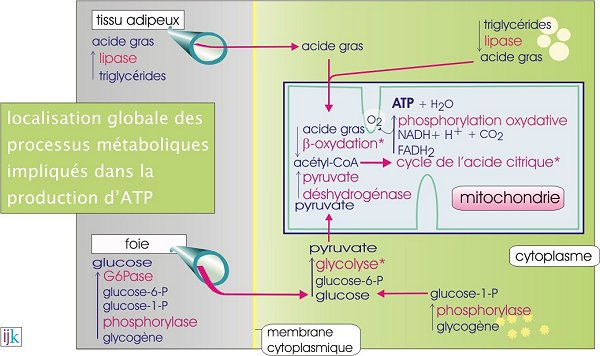 tissu adipeux
acide gras
lipase
triglycérides
acide gras
triglycérides
lipase
acide gras
localisation globale des
processus métaboliques
impliqués dans la
production d'ATP
ATP + H2O
O2
phosphorylation oxydative
NADH+ H+ + CO2
FADH2
acide gras
β-oxydation*
acétyl-CoA
cycle de l'acide citrique*
pyruvate
déshydrogénase
pyruvate
mitochondrie
foie
glucose
G6Pase
glucose-6-P
glucose-1-P
phosphorylase
glycogène
pyruvate
glycolyse*
glucose-6-P
glucose
glucose-1-P
phosphorylase
glycogène
cytoplasme
membrane
cytoplasmique
ijk